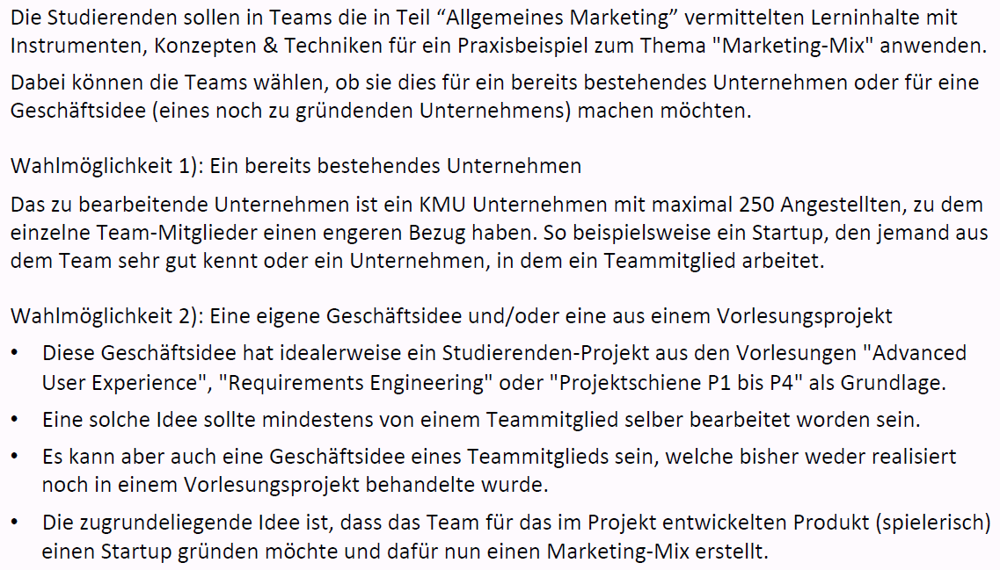 Die Studierenden sollen in Teams die in Teil “Allgemeines Marketing” vermittelten Lerninhalte mit
Instrumenten, Konzepten & Techniken für ein Praxisbeispiel zum Thema "Marketing-Mix" anwenden.
Dabei können die Teams wählen, ob sie dies für ein bereits bestehendes Unternehmen oder für eine
Geschäftsidee (eines noch zu gründenden Unternehmens) machen möchten.
Wahlmöglichkeit 1): Ein bereits bestehendes Unternehmen
Das zu bearbeitende Unternehmen ist ein KMU Unternehmen mit maximal 250 Angestellten, zu dem
einzelne Team-Mitglieder einen engeren Bezug haben. So beispielsweise ein Startup, den jemand aus
dem Team sehr gut kennt oder ein Unternehmen, in dem ein Teammitglied arbeitet.
Wahlmöglichkeit 2): Eine eigene Geschäftsidee und/oder eine aus einem Vorlesungsprojekt
• Diese Geschäftsidee hat idealerweise ein Studierenden-Projekt aus den Vorlesungen "Advanced
User Experience", "Requirements Engineering" oder "Projektschiene P1 bis P4" als Grundlage.
• Eine solche Idee sollte mindestens von einem Teammitglied selber bearbeitet worden sein.
• Es kann aber auch eine Geschäftsidee eines Teammitglieds sein, welche bisher weder realisiert
noch in einem Vorlesungsprojekt behandelte wurde.
• Die zugrundeliegende Idee ist, dass das Team für das im Projekt entwickelten Produkt (spielerisch)
einen Startup gründen möchte und dafür nun einen Marketing-Mix erstellt.